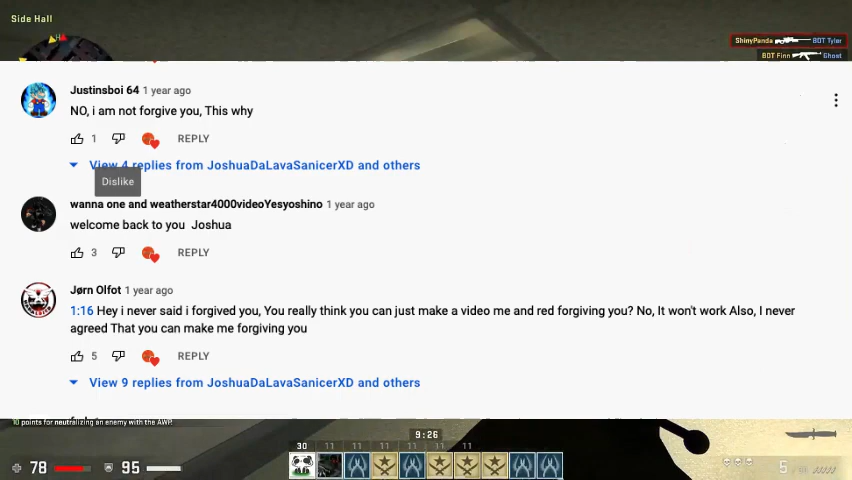 Side Hall
ShinyPanda BOT Tyler
BOT Finn Ghost
Justinsboi 64 1 year ago
NO, i am not forgive you, This why
1 REPLY
View 4 replies from JoshuaDaLavaSanicerXD and others
Dislike
wanna one and weatherstar4000videoYesyoshino 1 year ago
welcome back to you Joshua
3 REPLY
Jørn Olfot 1 year ago
1:16 Hey i never said i forgived you, You really think you can just make a video me and red forgiving you? No, It won't work Also, I never
agreed That you can make me forgiving you
5 REPLY
View 9 replies from JoshuaDaLavaSanicerXD and others
10 points for neutralizing an enemy with the AWP.
9:26
30 11 11 11 11 11 11 11
78 95 5